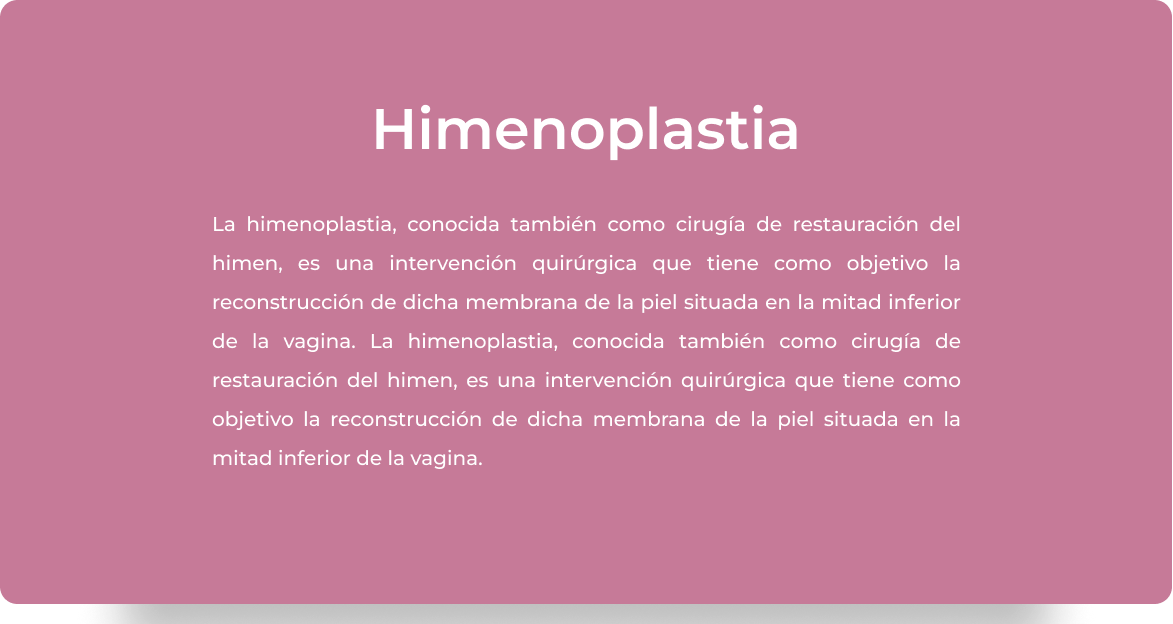 Himenoplastia
La himenoplastia, conocida también como cirugía de restauración del
himen, es una intervención quirúrgica que tiene como objetivo la
reconstrucción de dicha membrana de la piel situada en la mitad inferior
de la vagina. La himenoplastia, conocida también como cirugía de
restauración del himen, es una intervención quirúrgica que tiene como
objetivo la reconstrucción de dicha membrana de la piel situada en la
mitad inferior de la vagina.